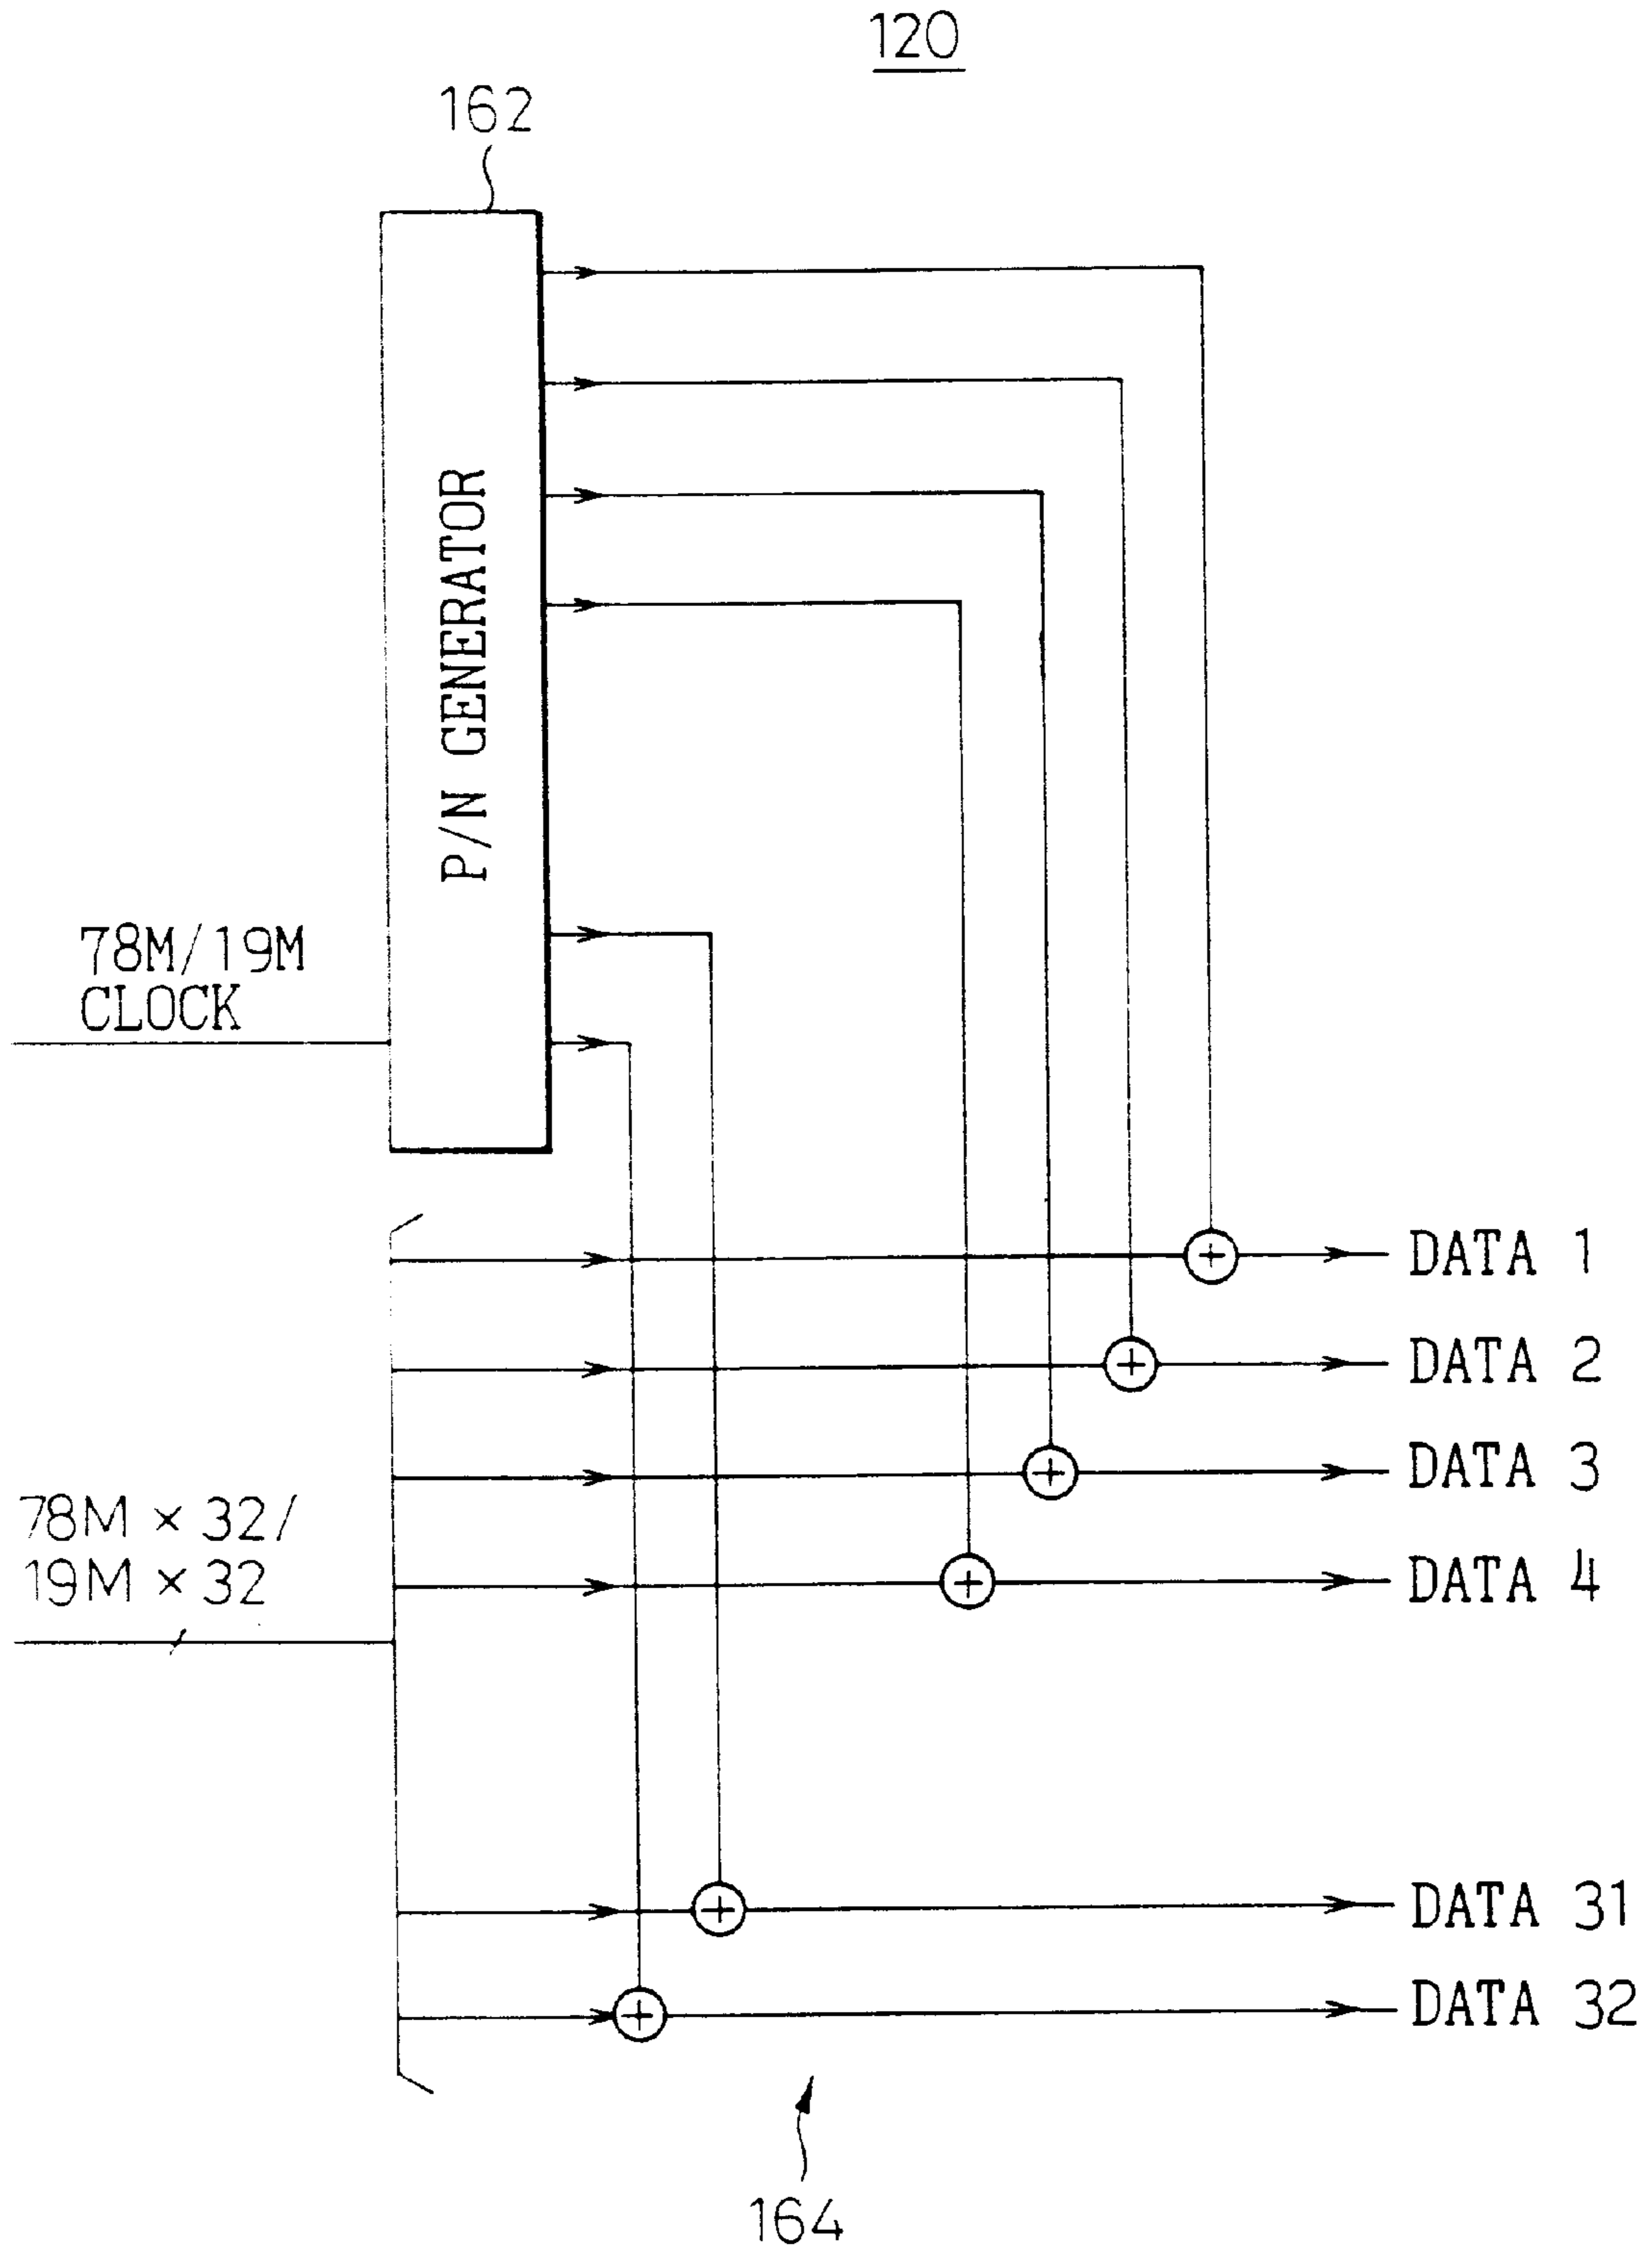 120
162
P/N GENERATOR
78M/19M
CLOCK
DATA 1
DATA 2
DATA 3
78M × 32/
19M × 32
DATA 4
DATA 31
DATA 32
164